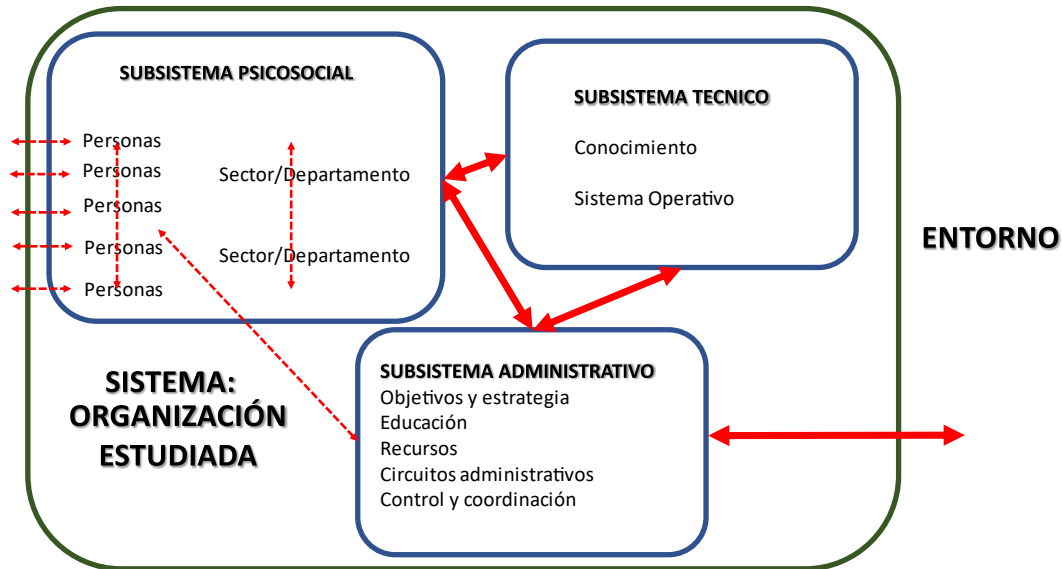 SUBSISTEMA PSICOSOCIAL
Personas
Personas
Personas
Personas
Personas
Sector/Departamento
Sector/Departamento
SUBSISTEMA TECNICO
Conocimiento
Sistema Operativo
ENTORNO
SISTEMA:
ORGANIZACIÓN
ESTUDIADA
SUBSISTEMA ADMINISTRATIVO
Objetivos y estrategia
Educación
Recursos
Circuitos administrativos
Control y coordinación